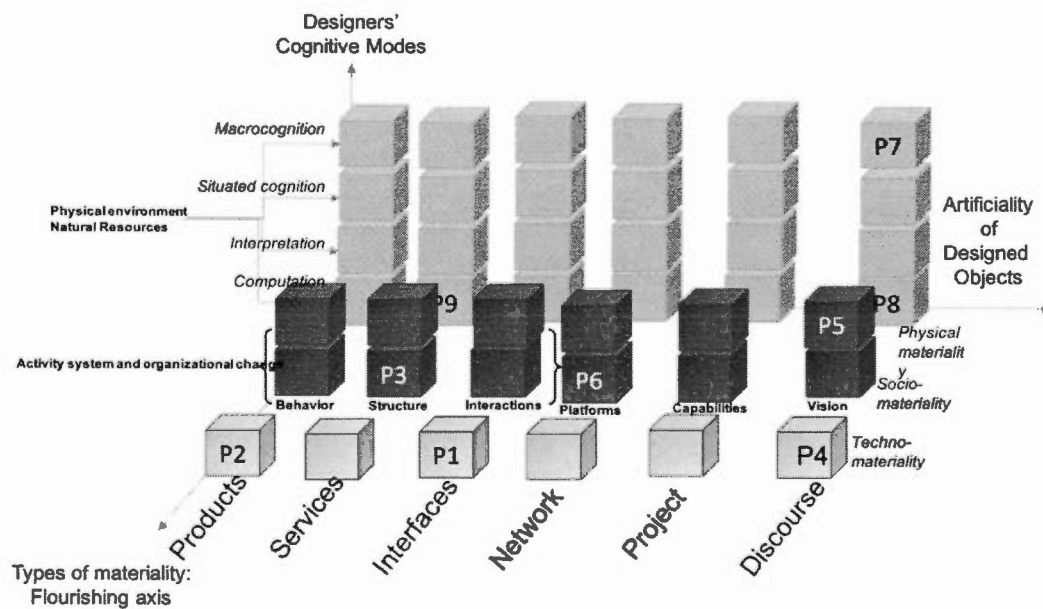 Designers’
Cognitive Modes
Macrocognition
P7
Situated cognition
Physical environment
Natural Resources
Artificiality
of
Designed
Objects
Interpretation
Computation
P9
P8
P5
Physical
materialit
y
Activity system and organizational change
P3
P6
Socio-
materiality
Behavior
Structure
Interactions
Platforms
Capabilities
Vision
P2
P1
P4
Techno-
materiality
Products
Services
Interfaces
Network
Project
Discourse
Types of materiality:
Flourishing axis